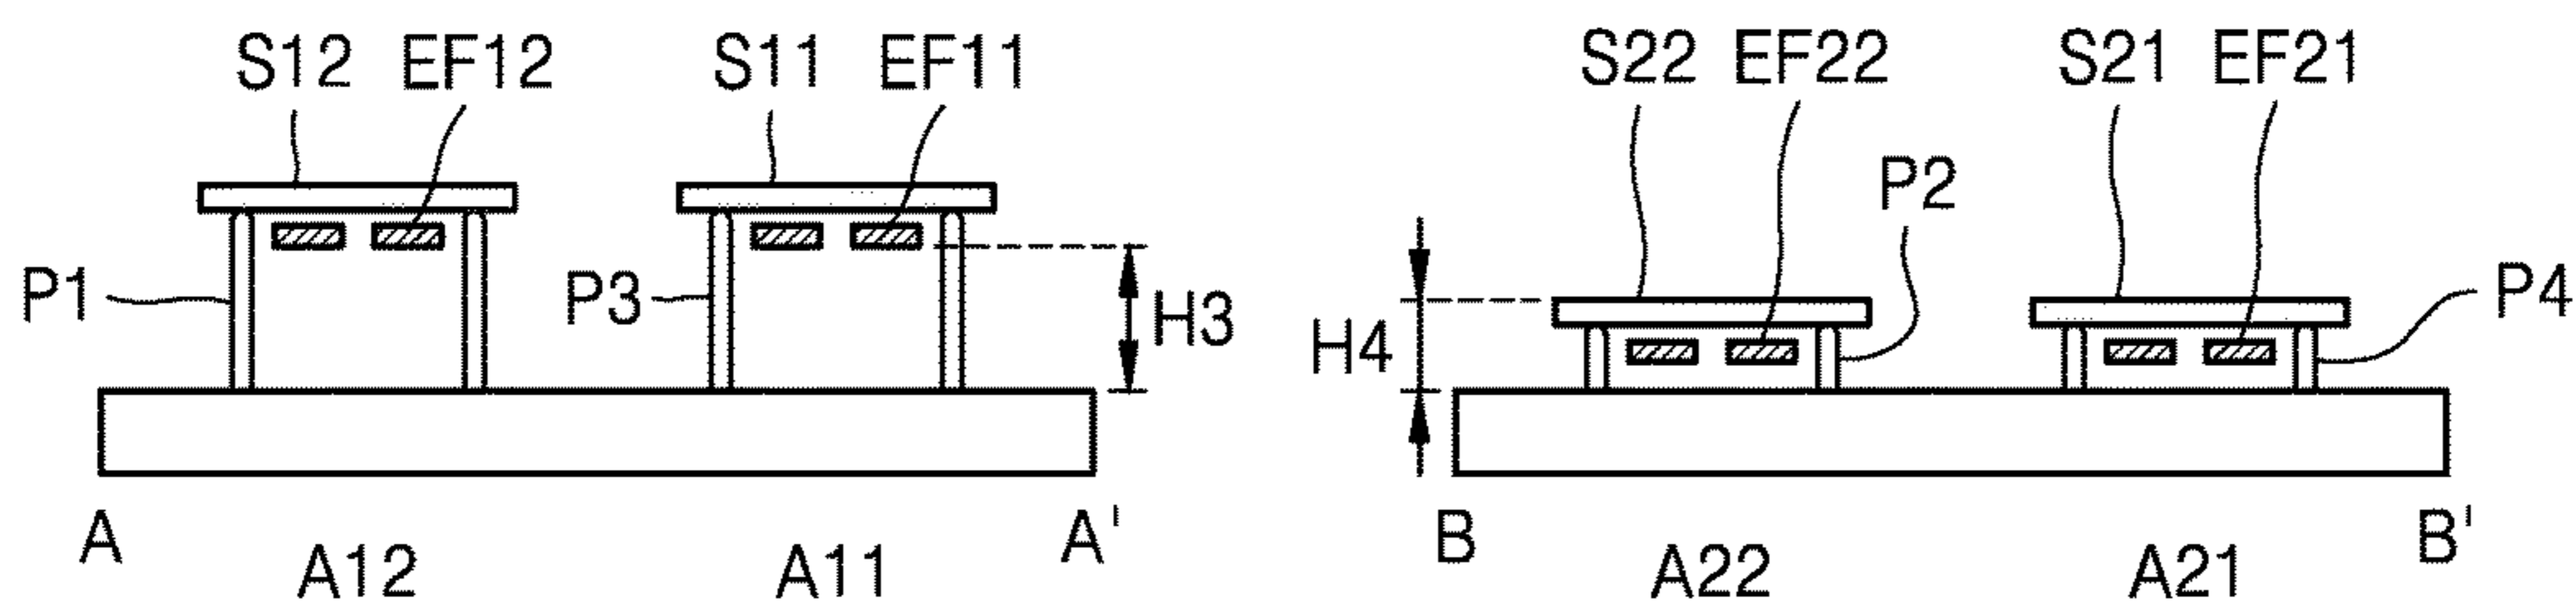 S12 EF12 S11 EF11 S22 EF22 S21 EF21
P2
P1 P3 H3 H4 P4
A A' B B'
A12 A11 A22 A21